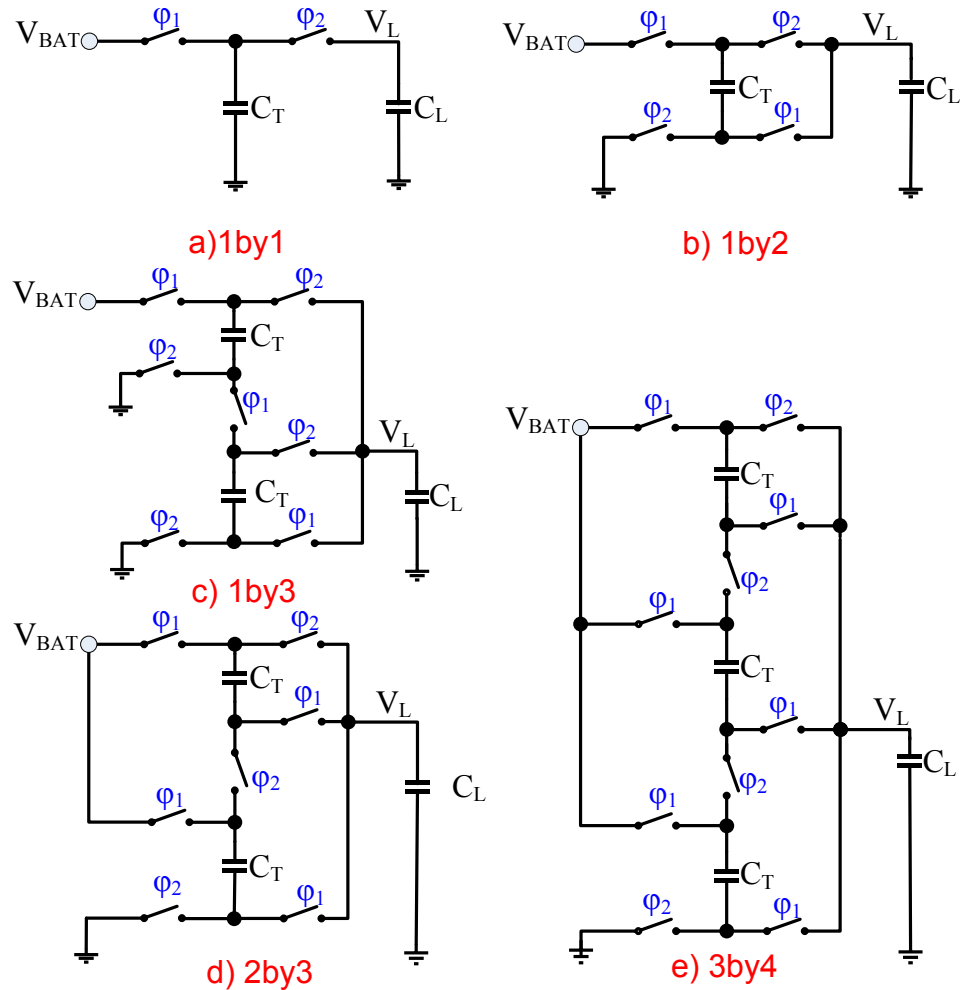 φ1 φ2
VBAT VL
CT CL
a)1by1
φ1 φ2
VBAT VL
CT CL
φ2 φ1
b) 1by2
φ1 φ2
VBAT
CT
φ2
φ1
φ2 VL
CT CL
φ2 φ1
c) 1by3
φ1 φ2
VBAT
CT
φ1 VL
φ2
φ1 CL
CT
φ2 φ1
d) 2by3
φ1 φ2
VBAT
CT
φ1
φ2
φ1
CT
φ1 VL
φ2 CL
φ1
CT
φ2 φ1
e) 3by4